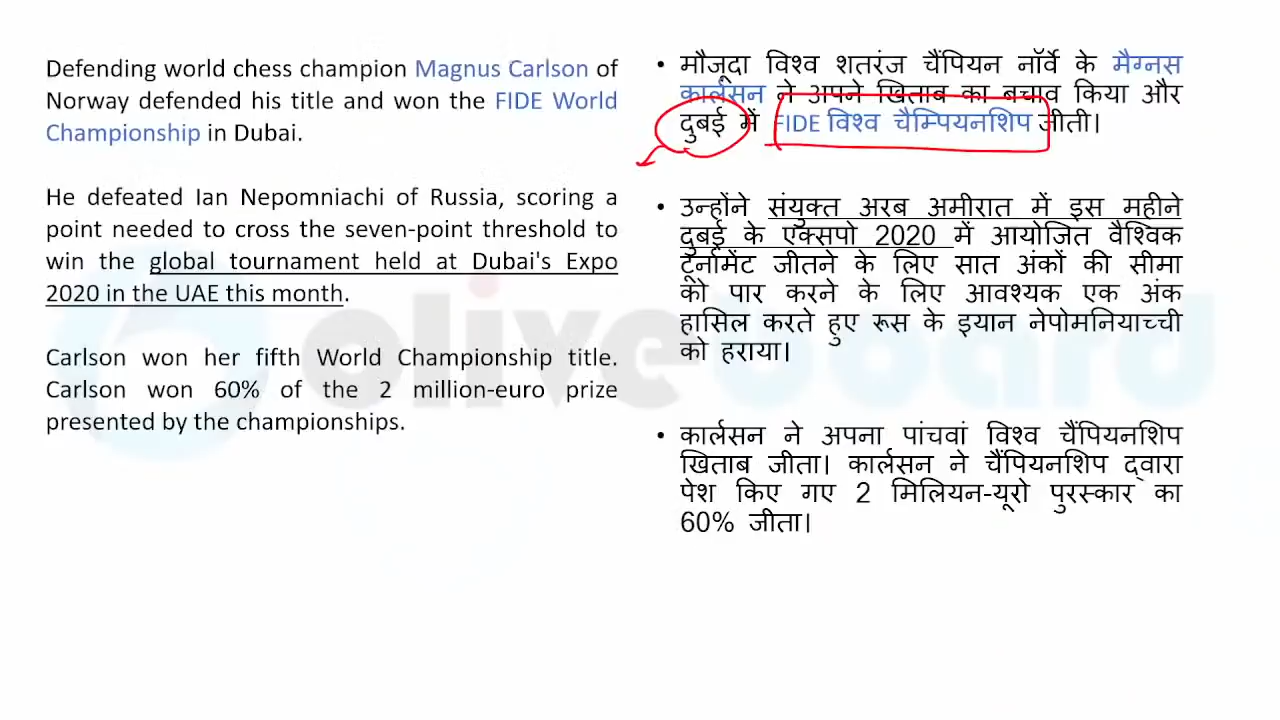 Defending world chess champion Magnus Carlson of
Norway defended his title and won the FIDE World
Championship in Dubai.
He defeated Ian Nepomniachi of Russia, scoring a
point needed to cross the seven-point threshold to
win the global tournament held at Dubai's Expo
2020 in the UAE this month.
Carlson won her fifth World Championship title.
Carlson won 60% of the 2 million-euro prize
presented by the championships.
• मौजूदा विश्व शतरंज चैंपियन नॉर्वे के मैग्नस
कार्लसन ने अपने खिताब का बचाव किया और
दुबई में FIDE विश्व चैम्पियनशिप जीती।
• उन्होंने संयुक्त अरब अमीरात में इस महीने
दुबई के एक्सपो 2020 में आयोजित वैश्विक
टूर्नामेंट जीतने के लिए सात अंकों की सीमा
को पार करने के लिए आवश्यक एक अंक
हासिल करते हुए रूस के इयान नेपोमनियाच्ची
को हराया।
• कार्लसन ने अपना पांचवां विश्व चैंपियनशिप
खिताब जीता। कार्लसन ने चैंपियनशिप द्वारा
पेश किए गए 2 मिलियन-यूरो पुरस्कार का
60% जीता।
oliveboard